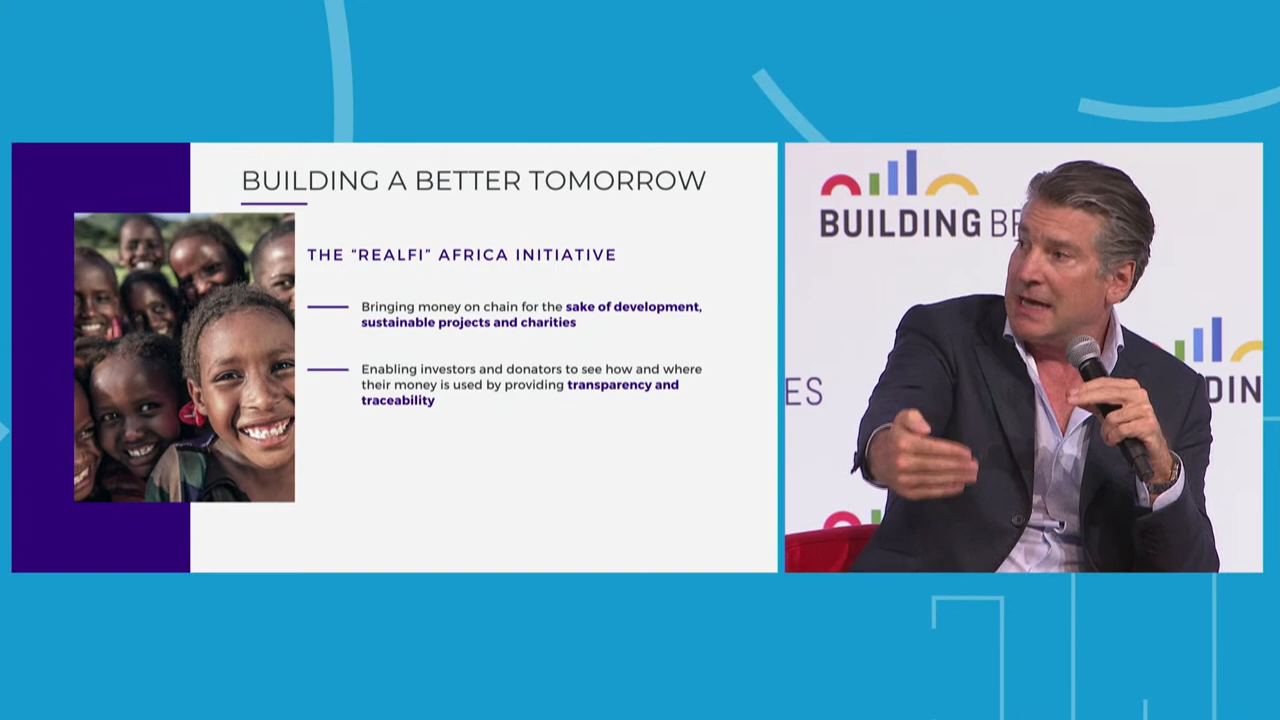 BUILDING A BETTER TOMORROW
THE “REALFI” AFRICA INITIATIVE
Bringing money on chain for the sake of development,
sustainable projects and charities
Enabling investors and donators to see how and where
their money is used by providing transparency and
traceability
BUILDING BR
ES
DIN